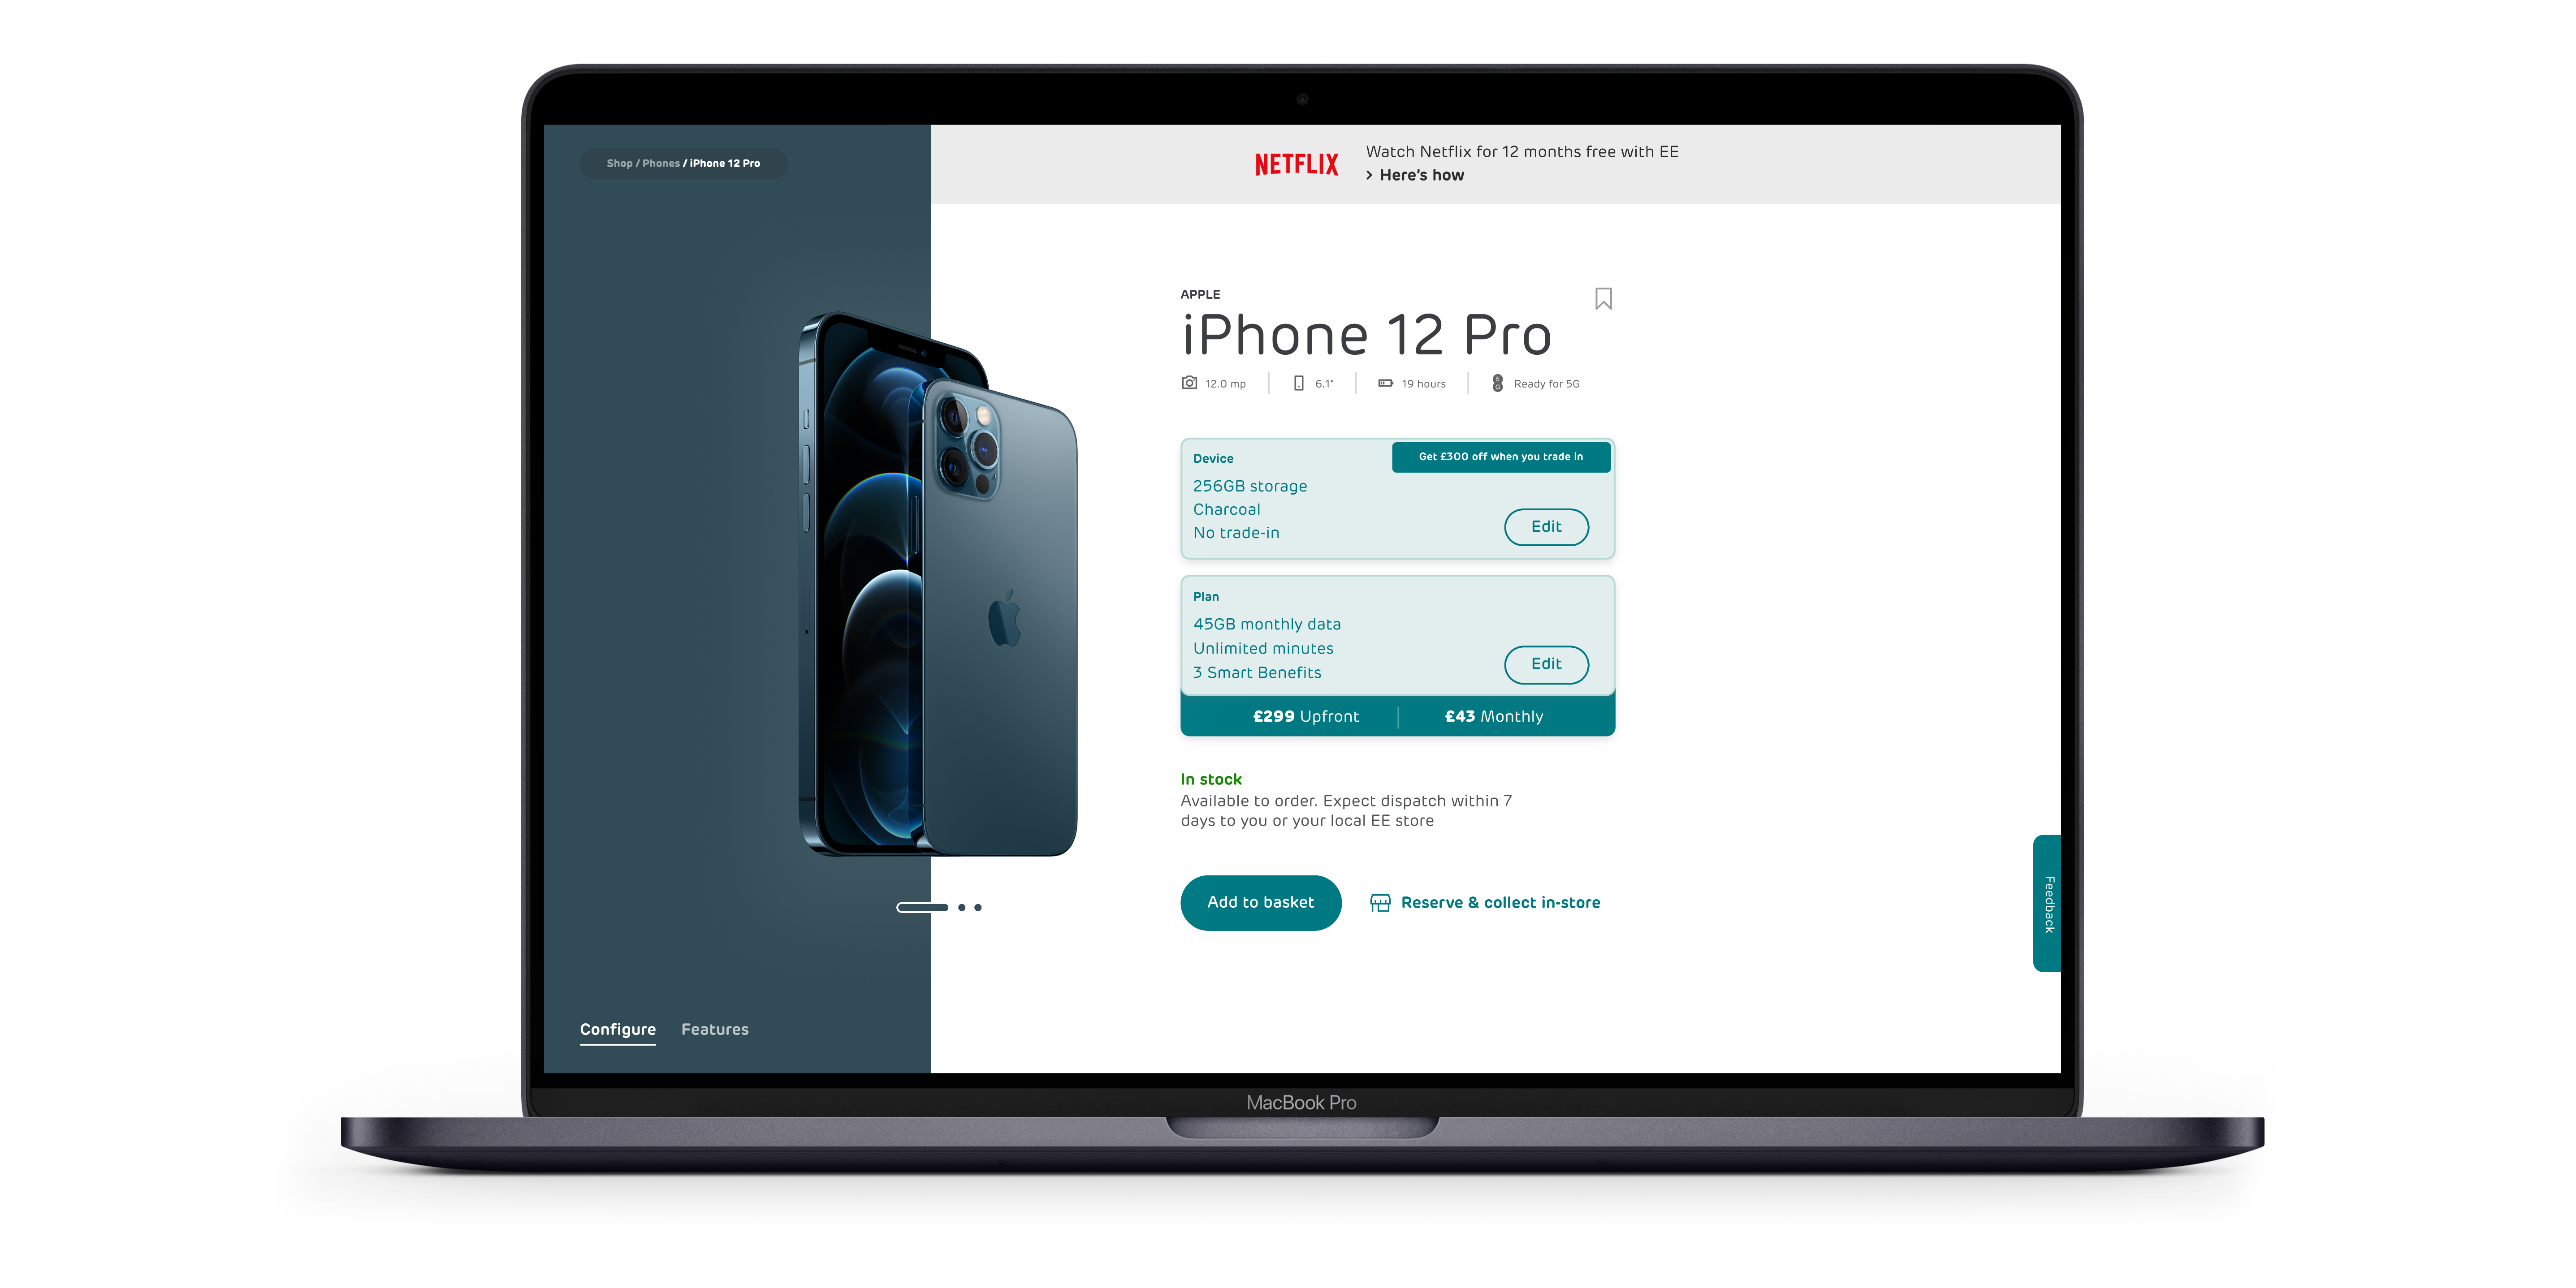 Shop / Phones / iPhone 12 Pro
NETFLIX
Watch Netflix for 12 months free with EE
> Here's how
APPLE
iPhone 12 Pro
12.0 mp
6.1"
19 hours
Ready for 5G
Device
Get £300 off when you trade in
256GB storage
Charcoal
No trade-in
Edit
Plan
45GB monthly data
Unlimited minutes
3 Smart Benefits
Edit
£299 Upfront
£43 Monthly
In stock
Available to order. Expect dispatch within 7
days to you or your local EE store
Add to basket
Reserve & collect in-store
Feedback
Configure
Features
MacBook Pro